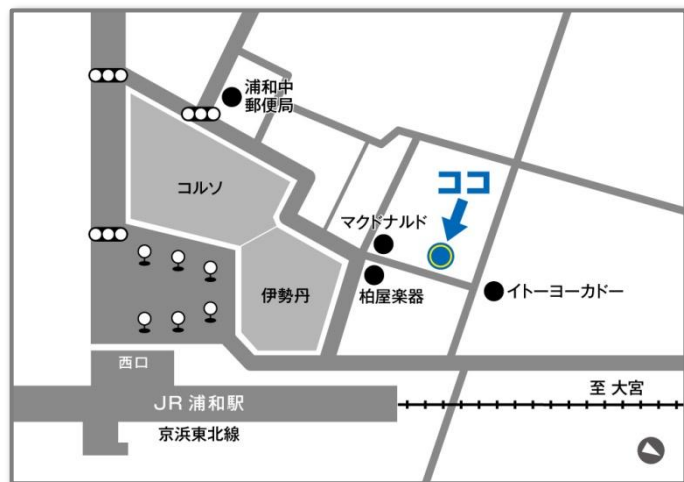 浦和中
郵便局
コルソ
ココ
マクドナルド
伊勢丹
柏屋楽器
イトーヨーカドー
西口
至 大宮
JR 浦和駅
京浜東北線